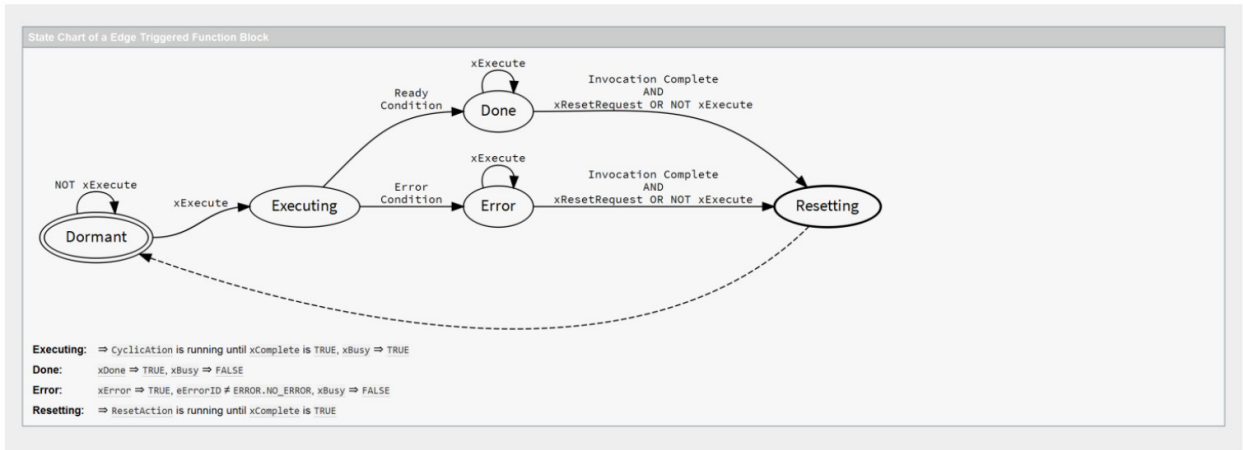 State Chart of a Edge Triggered Function Block
xExecute
Invocation Complete
AND
xResetRequest OR NOT xExecute
Ready
Condition
Done
xExecute
Invocation Complete
AND
xResetRequest OR NOT xExecute
NOT xExecute
xExecute
Executing
Error
Condition
Error
Resetting
Dormant
Executing: ⇒ CyclicAtion is running until xComplete is TRUE, xBusy ⇒ TRUE
Done: xDone ⇒ TRUE, xBusy ⇒ FALSE
Error: xError ⇒ TRUE, eErrorID ≠ ERROR.NO_ERROR, xBusy ⇒ FALSE
Resetting: ⇒ ResetAction is running until xComplete is TRUE